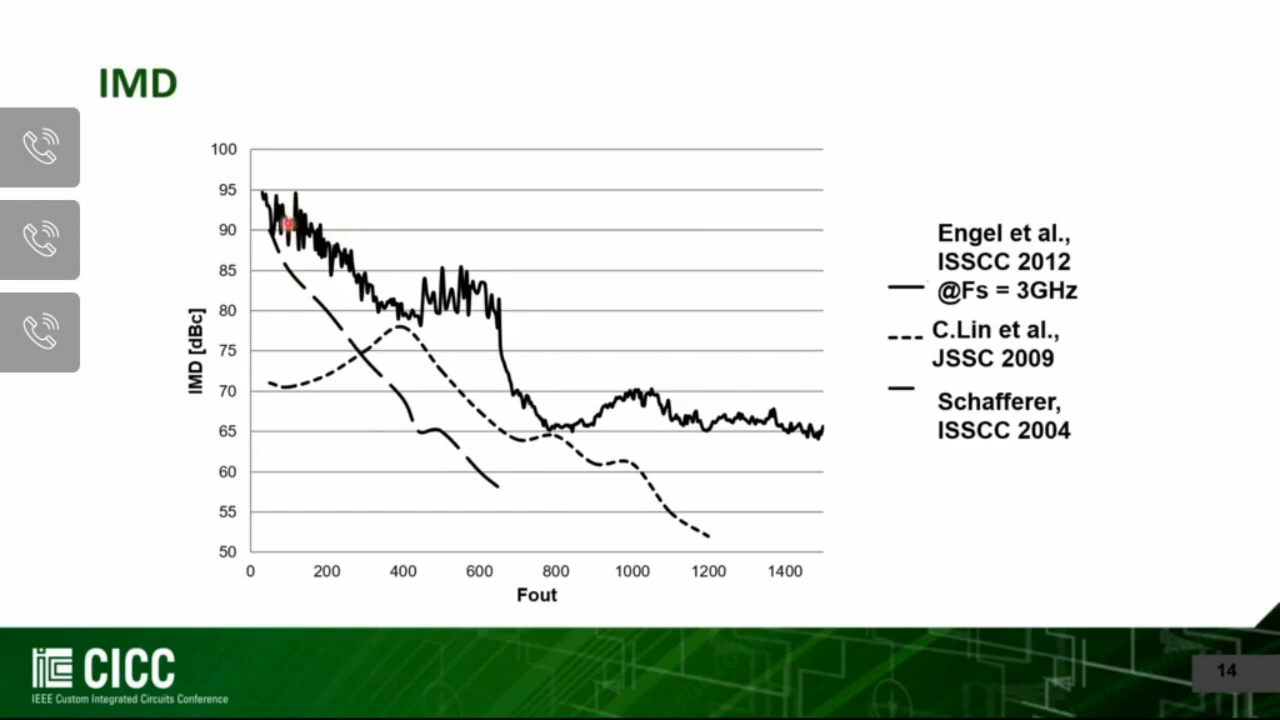 IMD
100
95
90
85
80
75
70
65
60
55
50
IMD [dBc]
0 200 400 600 800 1000 1200 1400
Fout
Engel et al.,
ISSCC 2012
@Fs = 3GHz
C.Lin et al.,
JSSC 2009
Schafferer,
ISSCC 2004
CICC
IEEE Custom Integrated Circuits Conference
14